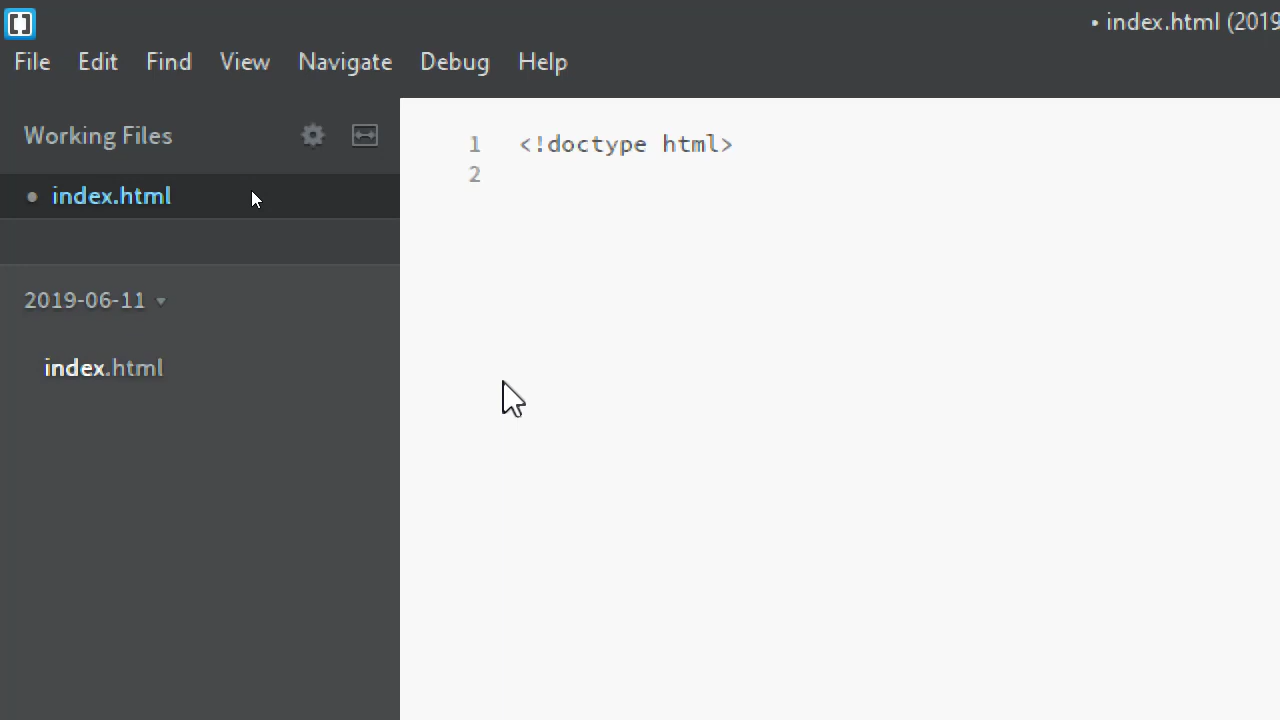 • index.html (2019
File Edit Find View Navigate Debug Help
Working Files
index.html
2019-06-11
index.html
1 <!doctype html>
2